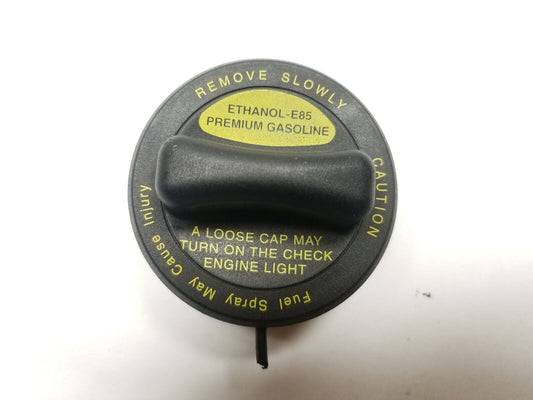 REMOVE SLOWLY
CAUTION
Fuel Spray May Cause Injury
ETHANOL-E85
PREMIUM GASOLINE
A LOOSE CAP MAY
TURN ON THE CHECK
ENGINE LIGHT